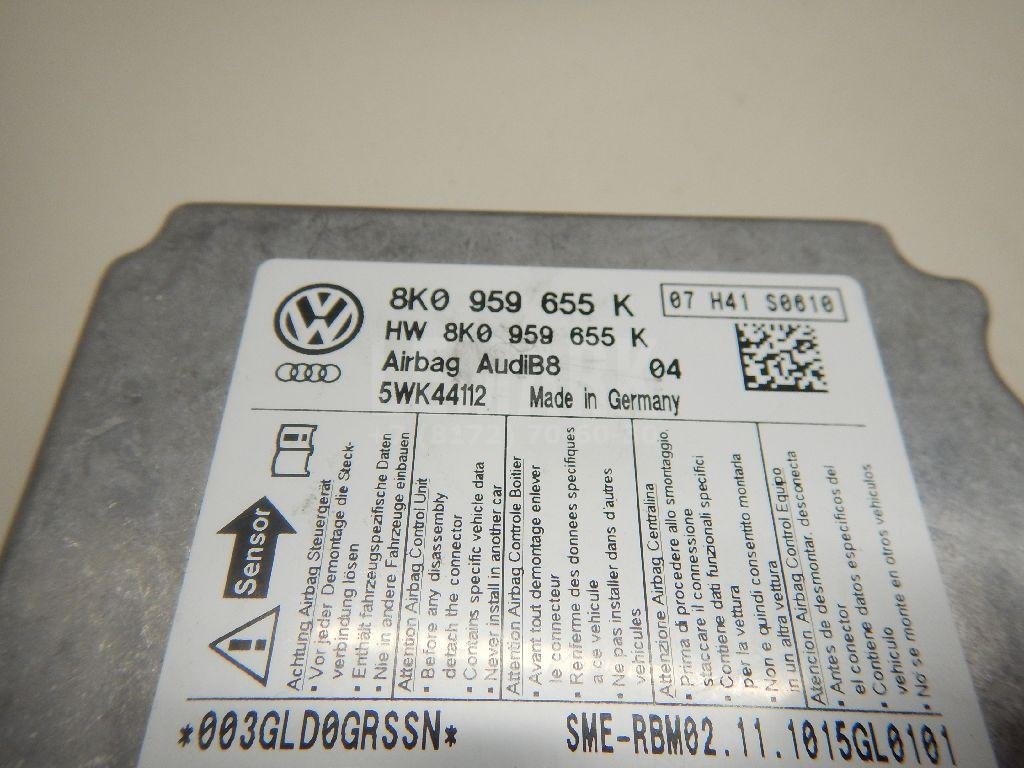 8K0 959 655 K
07 H41 S0610
HW 8K0 959 655 K
Airbag AudiB8 04
5WK44112 Made in Germany
Sensor
Achtung Airbag Steuergerät
• Vor jeder Demontage die Steck-
verbindung lösen
• Enthält fahrzeugspezifische Daten
• Nie in andere Fahrzeuge einbauen
Attention Airbag Control Unit
• Before any disassembly
detach the connector
• Contains specific vehicle data
• Never install in another car
Attention Airbag Controle Boitier
• Avant tout demontage enlever
le connecteur
• Renferme des donnees specifiques
a ce vehicule
• Ne pas installer dans d'autres
vehicules
Attenzione Airbag Centralina
• Prima di procedere allo smontaggio,
staccare il connessione
• Contiene dati funzionali specifici
per la vettura
• Non e quindi consentito montarla
in un altra vettura
Atencion Airbag Control Equipo
• Antes de desmontar, desconecta
el conector
• Contiene datos especificos del
vehiculo
• No se monte en otros vehiculos
*003GLD0GRSSN*
SME-RBM02.11.1015GL0101